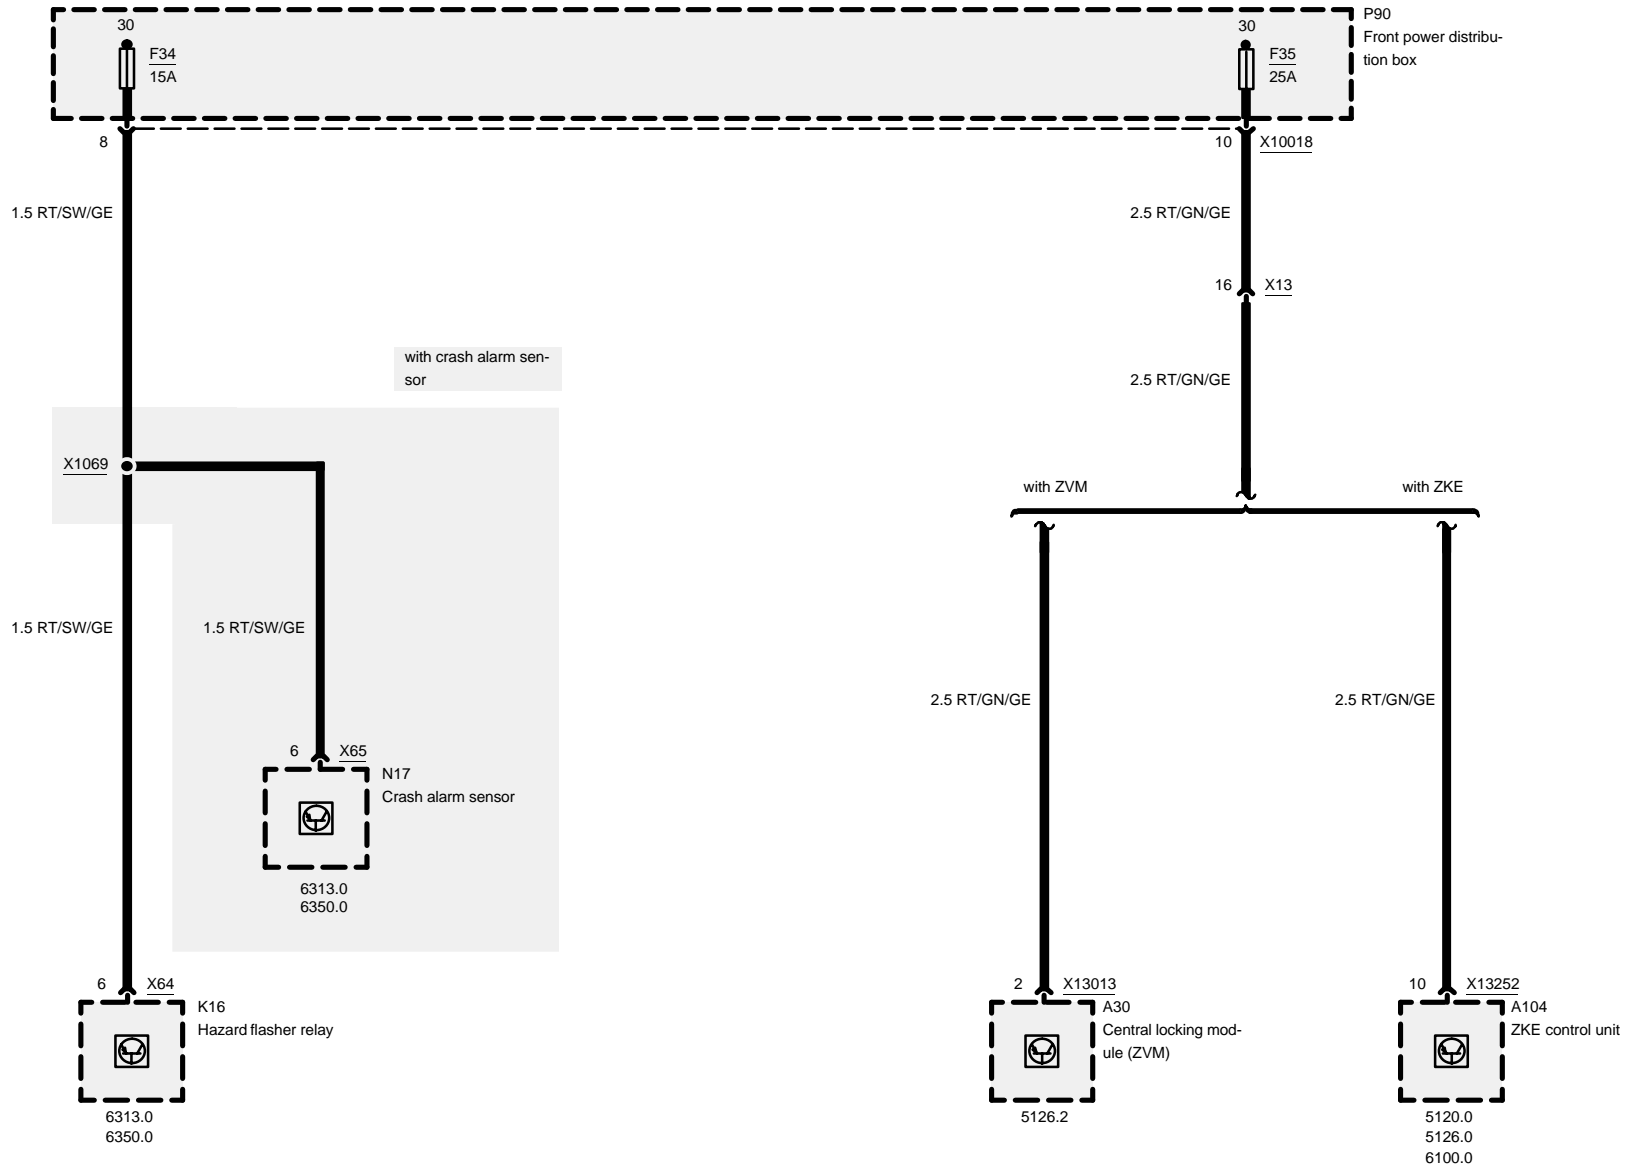 30
F34
15A
30
F35
25A
P90
Front power distribu-
tion box
8
10
X10018
1.5 RT/SW/GE
2.5 RT/GN/GE
16
X13
with crash alarm sen-
sor
2.5 RT/GN/GE
X1069
with ZVM
with ZKE
1.5 RT/SW/GE
1.5 RT/SW/GE
2.5 RT/GN/GE
2.5 RT/GN/GE
6
X65
N17
Crash alarm sensor
6313.0
6350.0
6
X64
K16
Hazard flasher relay
6313.0
6350.0
2
X13013
A30
Central locking mod-
ule (ZVM)
5126.2
10
X13252
A104
ZKE control unit
5120.0
5126.0
6100.0